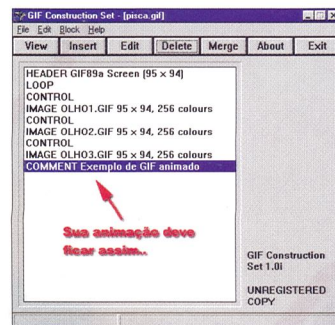 GIF Construction Set - [pisca.gif]
File Edit Block Help
View Insert Edit Delete Merge About Exit
HEADER GIF89a Screen (95 x 94)
LOOP
CONTROL
IMAGE OLHO1.GIF 95 x 94, 256 colours
CONTROL
IMAGE OLHO2.GIF 95 x 94, 256 colours
CONTROL
IMAGE OLHO3.GIF 95 x 94, 256 colours
COMMENT Exemplo de GIF animado
Sua animação deve
ficar assim..
GIF Construction
Set 1.0i
UNREGISTERED
COPY